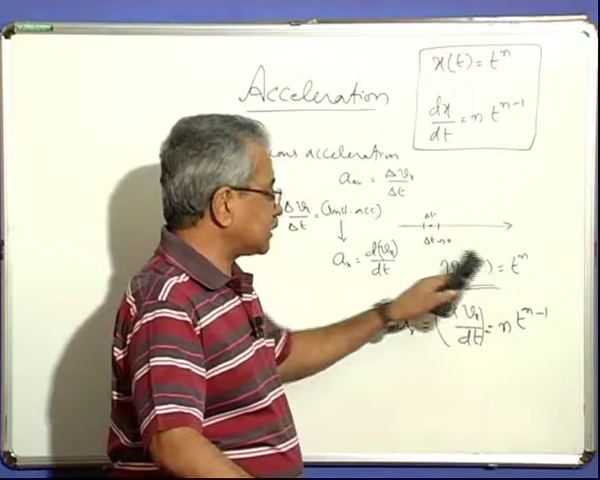 Acceleration
x(t) = t^n
dx/dt = n t^{n-1}
acceleration
a_av = Δv_x/Δt
Δv_x/Δt = (Inst. acc)
Δt
Δt→0
a_x = d(v_x)/dt
) = t^n
dv_x/dt = n t^{n-1}